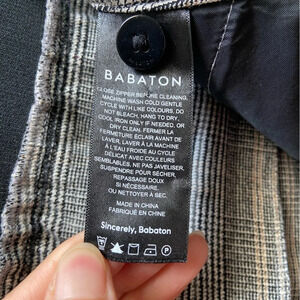 BABATON
CLOSE ZIPPER BEFORE CLEANING.
MACHINE WASH COLD GENTLE
CYCLE WITH LIKE COLOURS, DO
NOT BLEACH, HANG TO DRY,
COOL IRON ONLY IF NEEDED, OR
DRY CLEAN. FERMER LA
FERMETURE ÉCLAIR AVANT DE
LAVER, LAVER À LA MACHINE
À L'EAU FROIDE AU CYCLE
DÉLICAT AVEC COULEURS
SEMBLABLES, NE PAS JAVELISER,
SUSPENDRE POUR SÉCHER,
REPASSAGE DOUX
SI NÉCESSAIRE,
OU NETTOYER À SEC.
MADE IN CHINA
FABRIQUÉ EN CHINE
Sincerely, Babaton